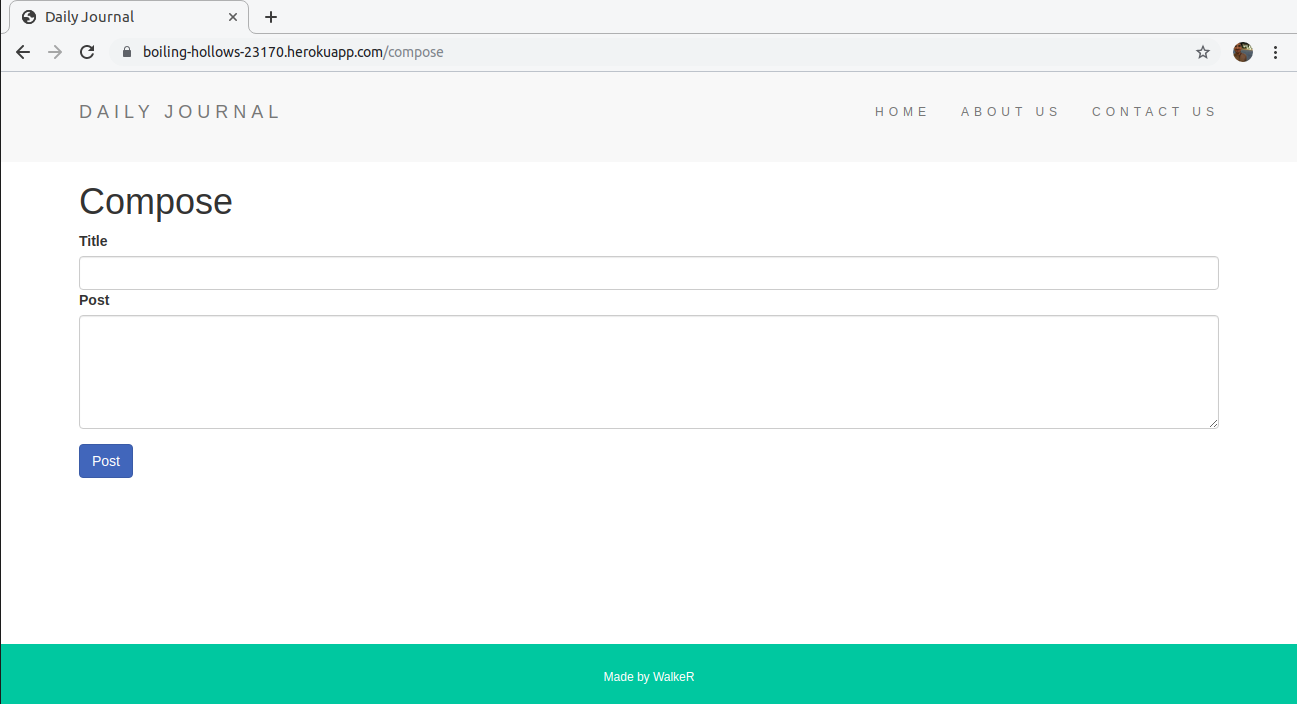 Daily Journal
boiling-hollows-23170.herokuapp.com/compose
DAILY JOURNAL HOME ABOUT US CONTACT US
Compose
Title
Post
Post
Made by WalkeR